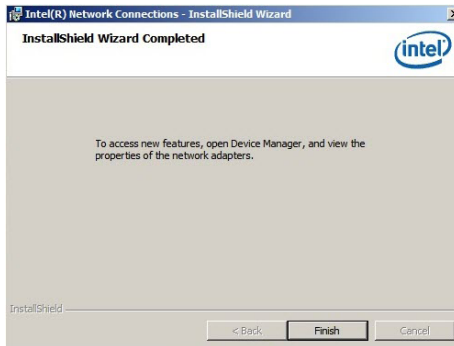 Intel(R) Network Connections - InstallShield Wizard
InstallShield Wizard Completed
intel
To access new features, open Device Manager, and view the
properties of the network adapters.
InstallShield
< Back
Finish
Cancel